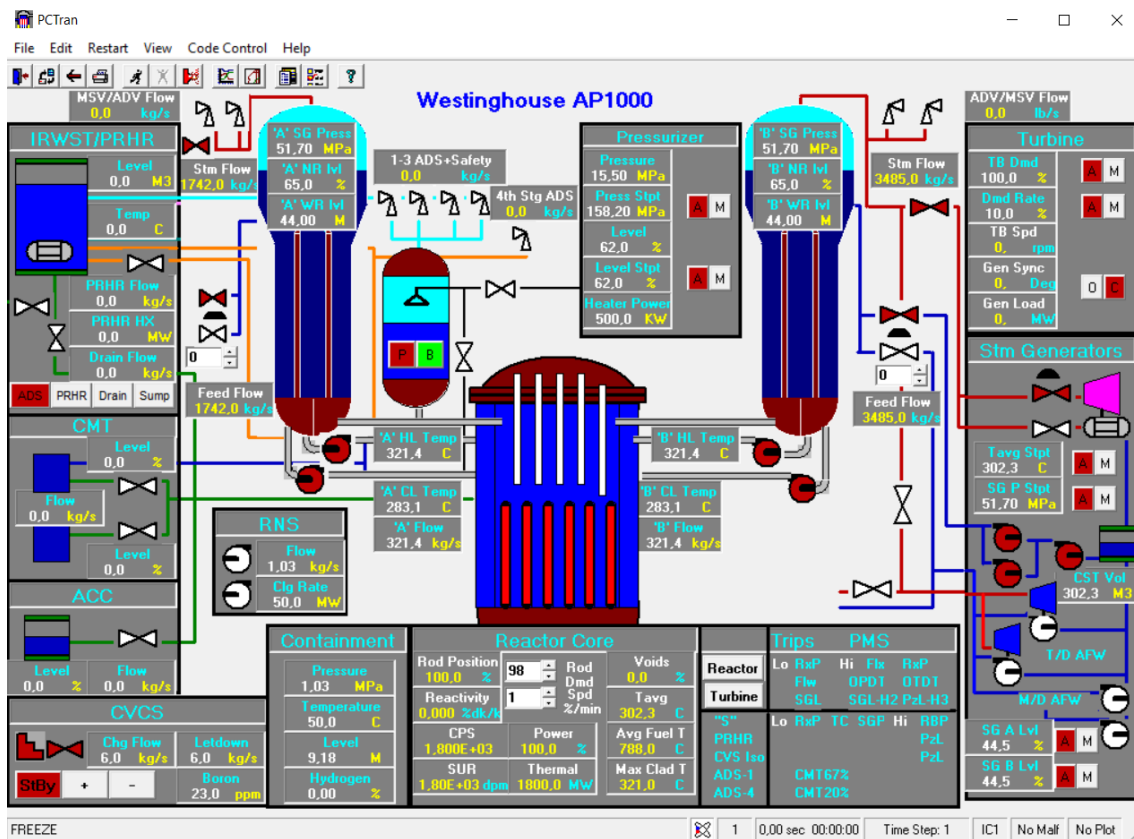 PCTran
File Edit Restart View Code Control Help
Westinghouse AP1000
MSV/ADV Flow
0,0 kg/s
IRWST/PRHR
Level
0,0 M3
Temp
0,0 C
PRHR Flow
0,0 kg/s
PRHR HX
0,0 MW
Drain Flow
0,0 kg/s
ADS PRHR Drain Sump
CMT
Level
0,0 %
Flow
0,0 kg/s
Level
0,0 %
ACC
Level Flow
0,0 % 0,0 kg/s
CVCS
Chg Flow Letdown
6,0 kg/s 6,0 kg/s
StBy + -
Boron
23,0 ppm
Stm Flow
1742,0 kg/s
0
Feed Flow
1742,0 kg/s
'A' SG Press
51,70 MPa
'A' NR lvl
65,0 %
'A' WR lvl
44,00 M
1-3 ADS+Safety
0,0 kg/s
4th Stg ADS
0,0 kg/s
P B
Pressurizer
Pressure
15,50 MPa
Press Stpt
158,20 MPa
A M
Level
62,0 %
Level Stpt
62,0 %
A M
Heater Power
500,0 KW
'B' SG Press
51,70 MPa
'B' NR lvl
65,0 %
'B' WR lvl
44,00 M
ADV/MSV Flow
0,0 lb/s
Stm Flow
3485,0 kg/s
0
Feed Flow
3485,0 kg/s
Turbine
TB Dmd
100,0 %
A M
Dmd Rate
10,0 %
A M
TB Spd
0, rpm
Gen Sync
0, Deg
O C
Gen Load
0, MW
Stm Generators
Tavg Stpt
302,3 C
A M
SG P Stpt
51,70 MPa
A M
CST Vol
302,3 M3
T/D AFW
M/D AFW
SG A Lvl
44,5 %
A M
SG B Lvl
44,5 %
A M
'A' HL Temp
321,4 C
'B' HL Temp
321,4 C
'A' CL Temp
283,1 C
'A' Flow
321,4 kg/s
'B' CL Temp
283,1 C
'B' Flow
321,4 kg/s
RNS
Flow
1,03 kg/s
Clg Rate
50,0 MW
Containment
Pressure
1,03 MPa
Temperature
50,0 C
Level
9,18 M
Hydrogen
0,00 %
Reactor Core
Rod Position
100,0 %
98 Rod Dmd
Voids
0,0 %
Reactivity
0,000 %dk/k
1 Spd %/min
Tavg
302,3 C
CPS
1,800E+03
Power
100,0 %
Avg Fuel T
788,0 C
SUR
1,80E+03 dpm
Thermal
1800,0 MW
Max Clad T
321,0 C
Reactor
Turbine
Trips PMS
Lo RxP Hi Flx RxP
Flw OPDT OTDT
SGL SGL-H2 PzL-H3
"S" Lo RxP TC SGP Hi RBP
PRHR PzL
CVS Iso PzL
ADS-1 CMT67%
ADS-4 CMT20%
FREEZE 1 0,00 sec 00:00:00 Time Step: 1 IC1 No Malf No Plot